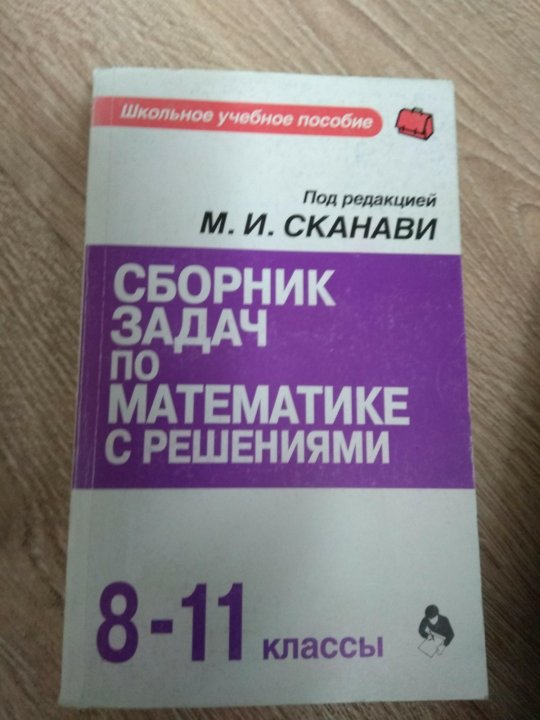 Школьное учебное пособие
Под редакцией
М. И. СКАНАВИ
СБОРНИК
ЗАДАЧ
ПО
МАТЕМАТИКЕ
С РЕШЕНИЯМИ
8-11 классы